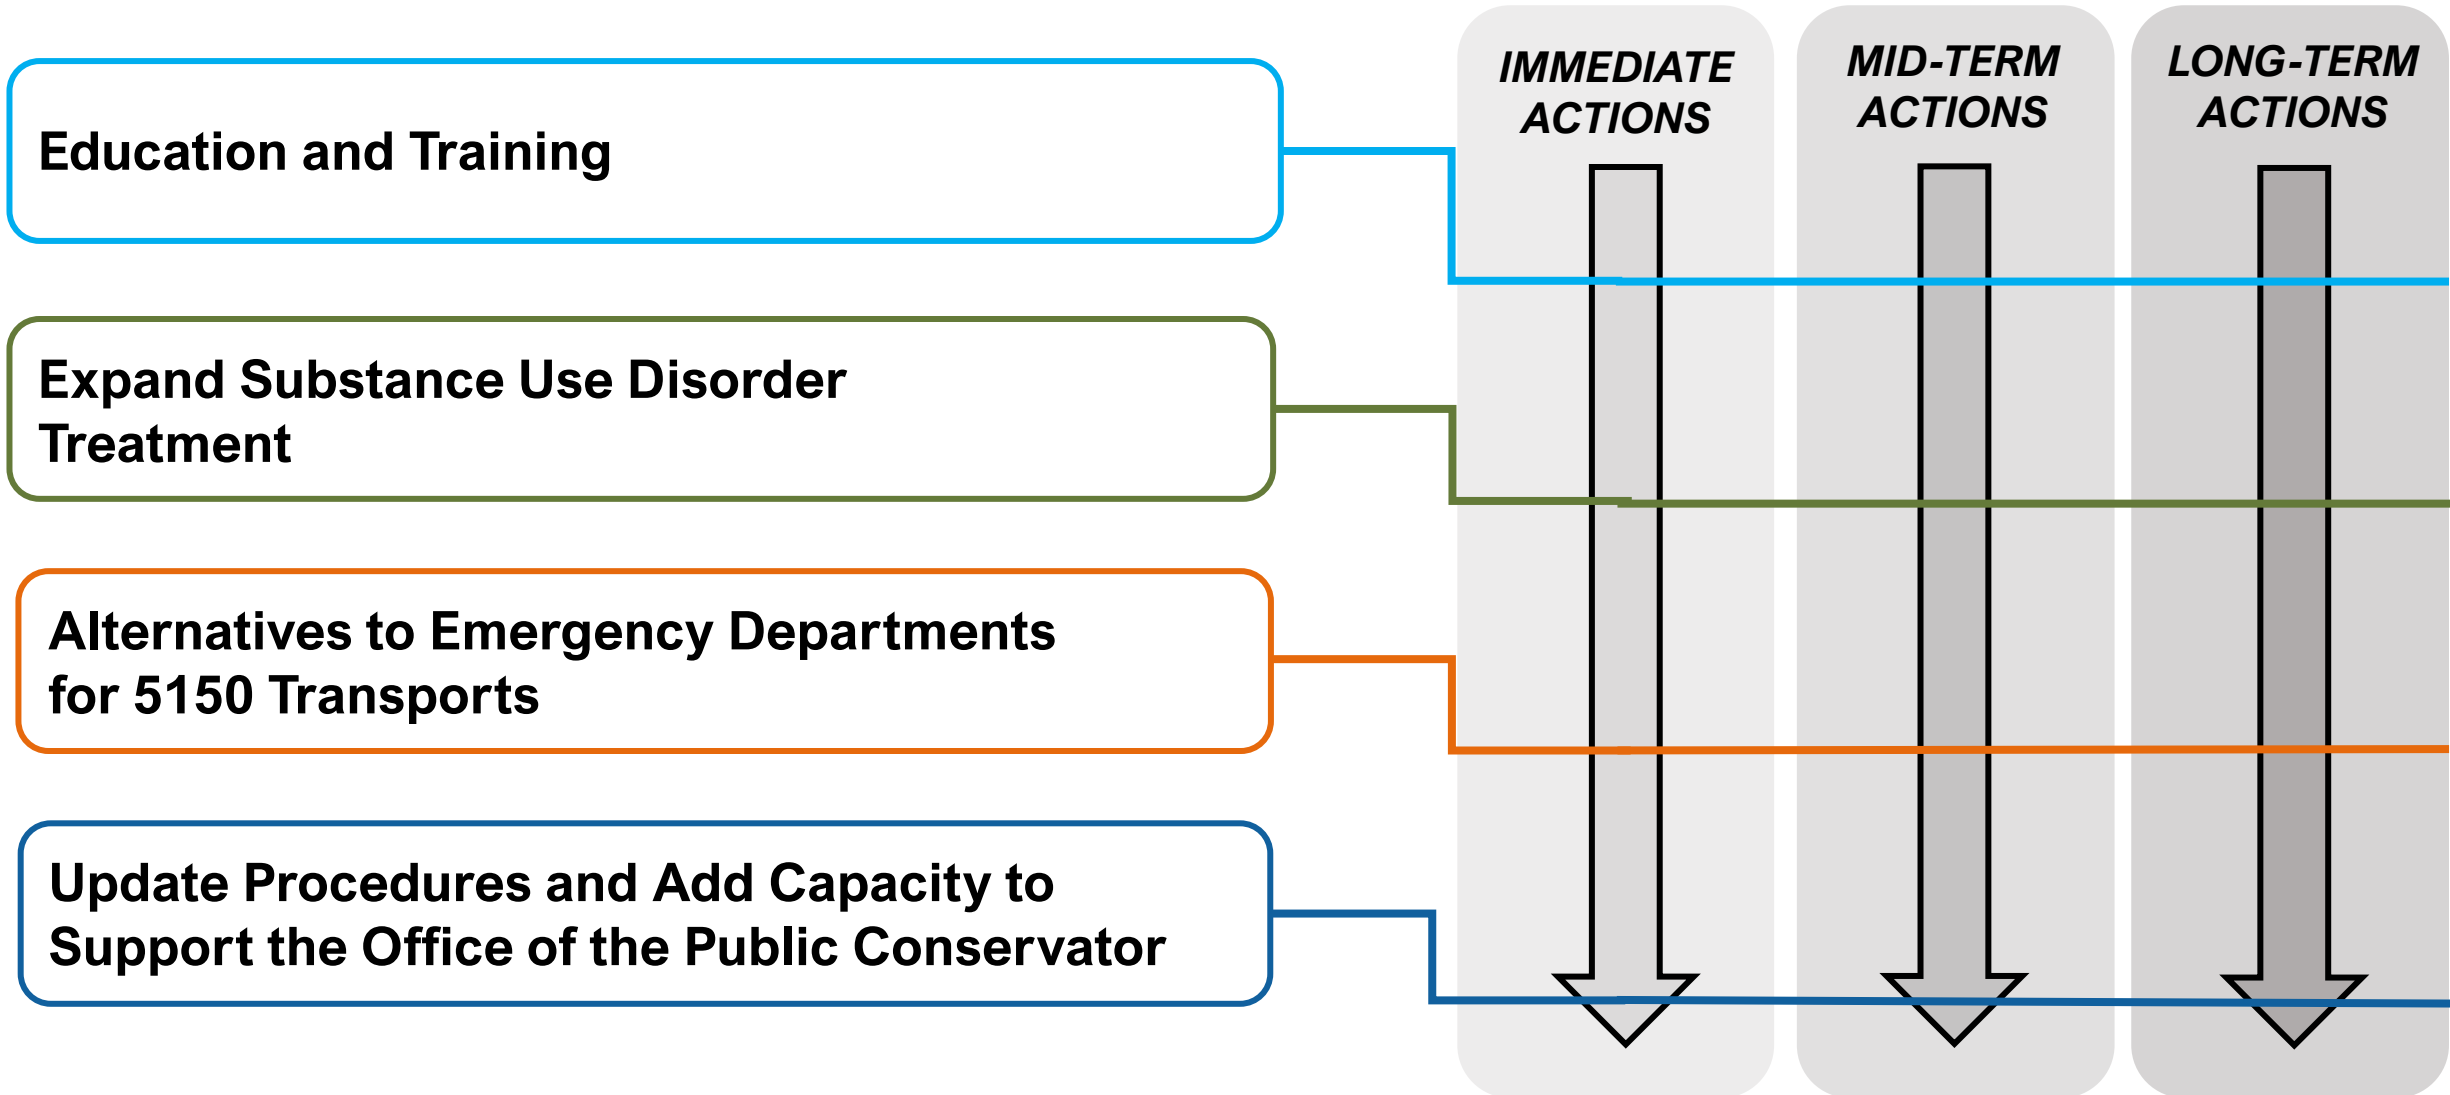 IMMEDIATE
ACTIONS
MID-TERM
ACTIONS
LONG-TERM
ACTIONS
Education and Training
Expand Substance Use Disorder
Treatment
Alternatives to Emergency Departments
for 5150 Transports
Update Procedures and Add Capacity to
Support the Office of the Public Conservator